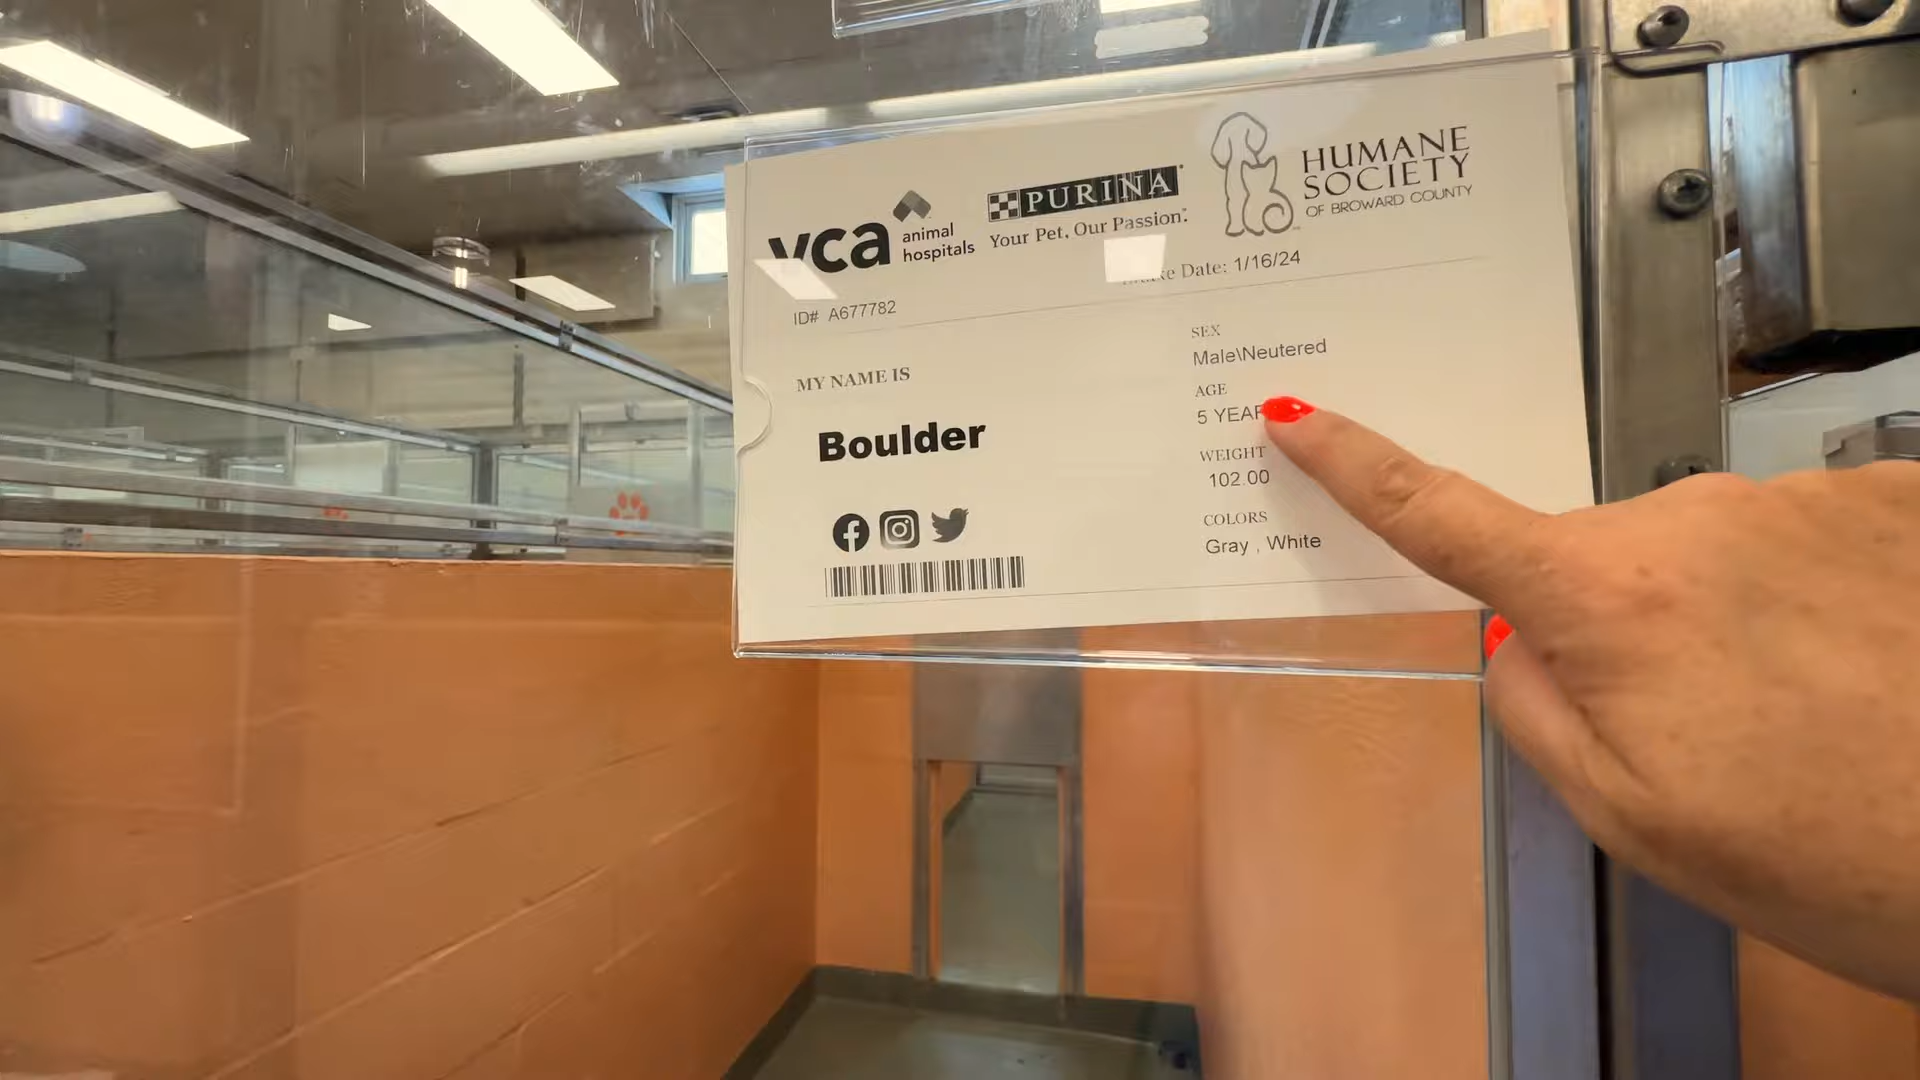 vca animal hospitals
PURINA
Your Pet, Our Passion.
HUMANE SOCIETY
OF BROWARD COUNTY
Date: 1/16/24
ID# A677782
MY NAME IS
Boulder
SEX
Male\Neutered
AGE
5
WEIGHT
102.00
COLORS
Gray , White